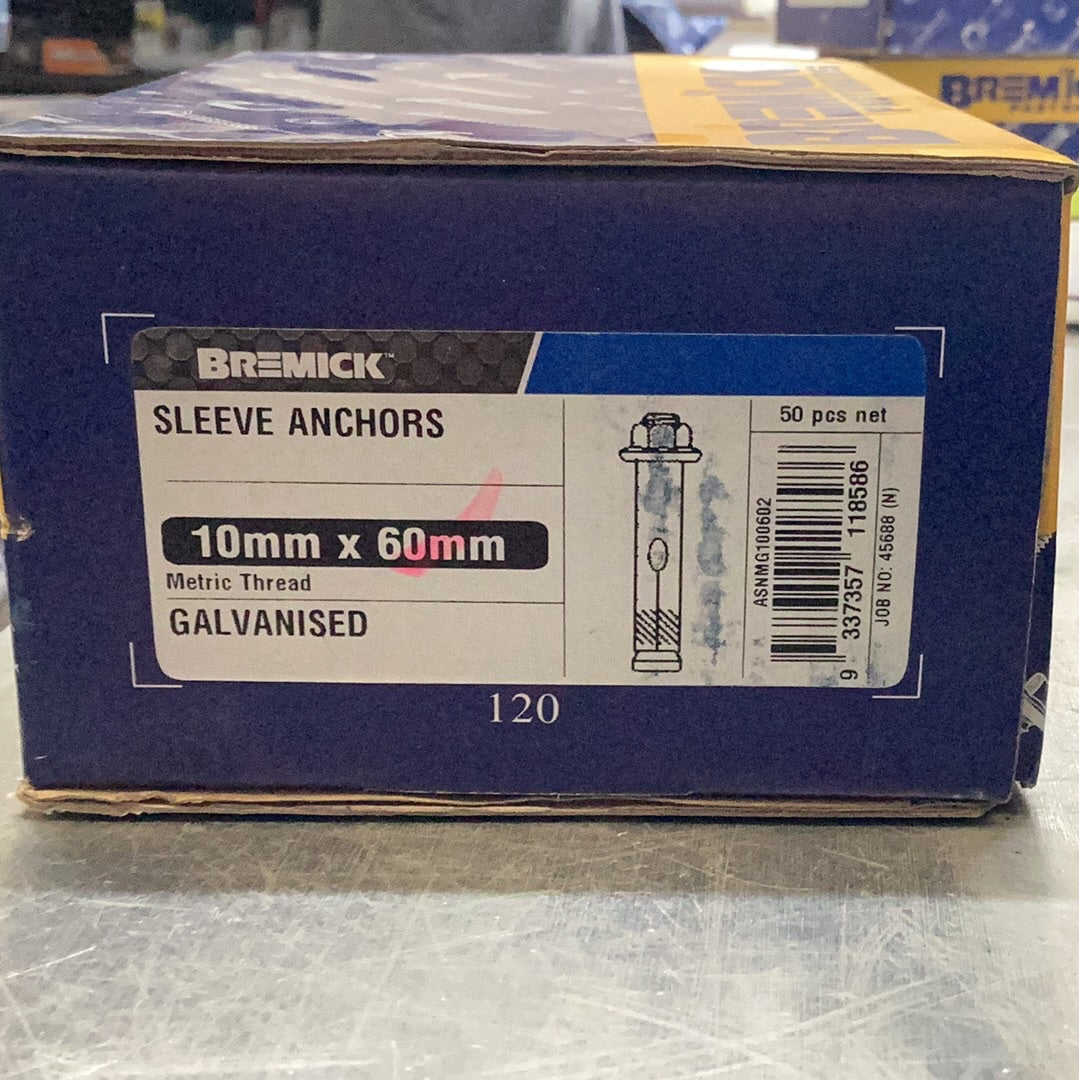 BREMICK
BREMICK™
SLEEVE ANCHORS
50 pcs net
10mm x 60mm
Metric Thread
GALVANISED
ASNMG100602
9 337357 118586
JOB NO: 45688 (N)
120